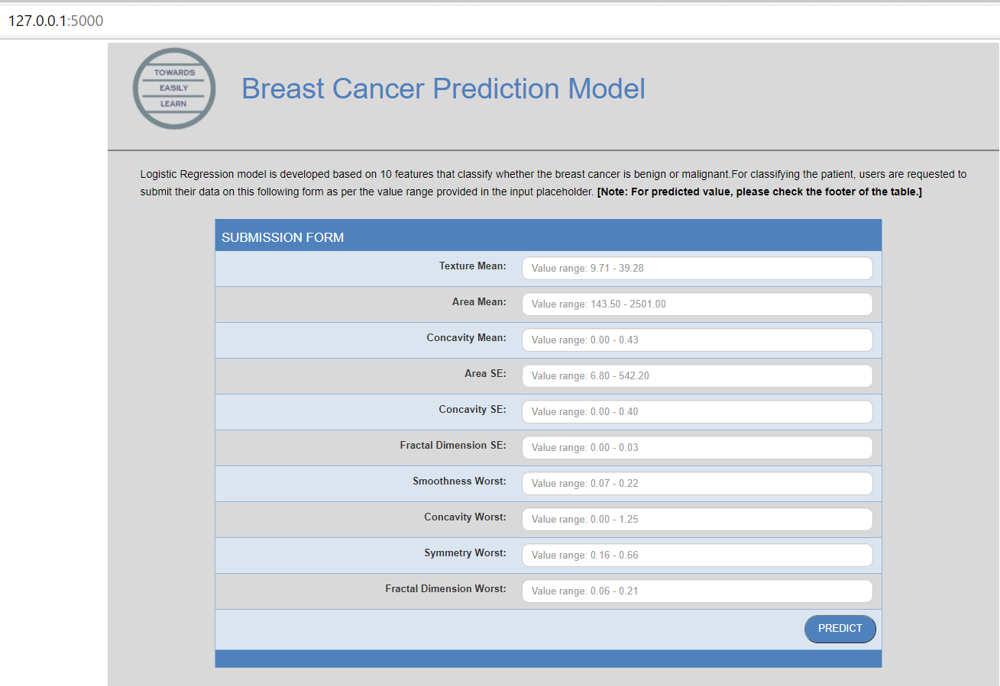 127.0.0.1:5000
TOWARDS
EASILY
LEARN
Breast Cancer Prediction Model
Logistic Regression model is developed based on 10 features that classify whether the breast cancer is benign or malignant.For classifying the patient, users are requested to
submit their data on this following form as per the value range provided in the input placeholder. [Note: For predicted value, please check the footer of the table.]
SUBMISSION FORM
Texture Mean: Value range: 9.71 - 39.28
Area Mean: Value range: 143.50 - 2501.00
Concavity Mean: Value range: 0.00 - 0.43
Area SE: Value range: 6.80 - 542.20
Concavity SE: Value range: 0.00 - 0.40
Fractal Dimension SE: Value range: 0.00 - 0.03
Smoothness Worst: Value range: 0.07 - 0.22
Concavity Worst: Value range: 0.00 - 1.25
Symmetry Worst: Value range: 0.16 - 0.66
Fractal Dimension Worst: Value range: 0.06 - 0.21
PREDICT